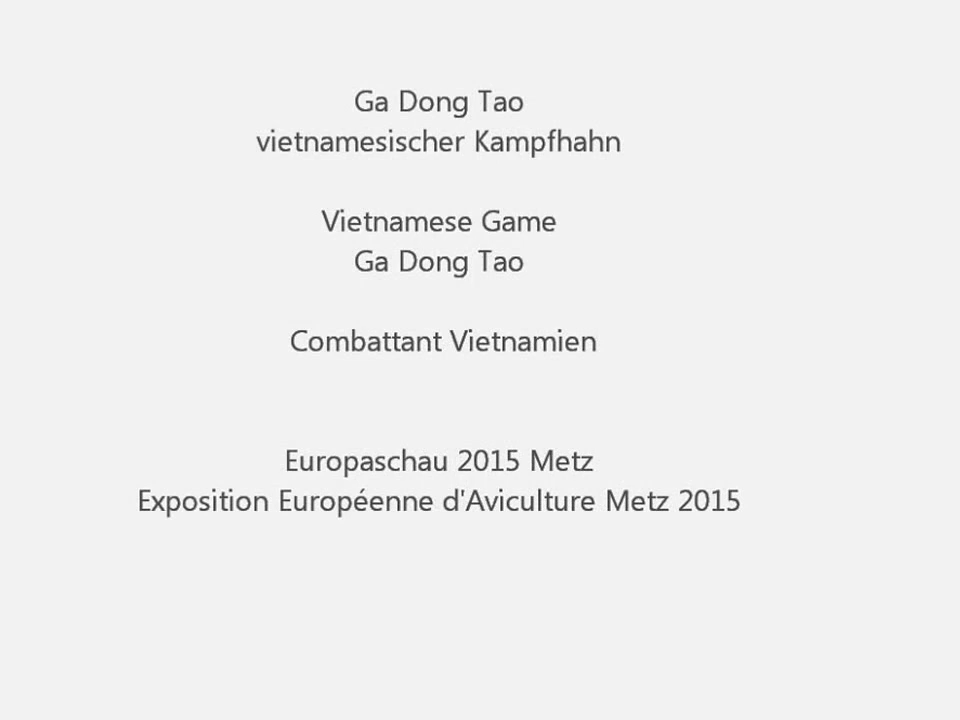 Ga Dong Tao
vietnamesischer Kampfhahn
Vietnamese Game
Ga Dong Tao
Combattant Vietnamien
Europaschau 2015 Metz
Exposition Européenne d'Aviculture Metz 2015